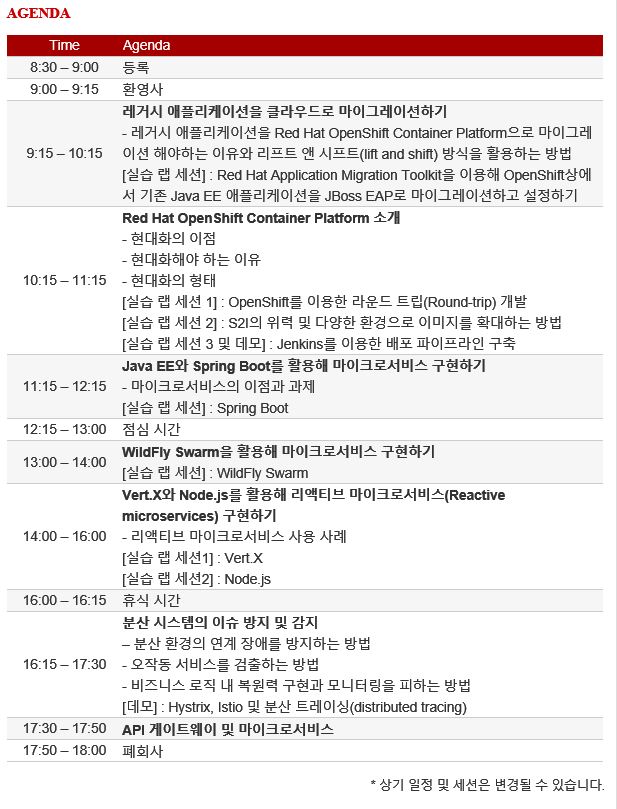 AGENDA
Time Agenda
8:30 – 9:00 등록
9:00 – 9:15 환영사
레거시 애플리케이션을 클라우드로 마이그레이션하기
- 레거시 애플리케이션을 Red Hat OpenShift Container Platform으로 마이그레
9:15 – 10:15 이션 해야하는 이유와 리프트 앤 시프트(lift and shift) 방식을 활용하는 방법
[실습 랩 세션] : Red Hat Application Migration Toolkit을 이용해 OpenShift상에
서 기존 Java EE 애플리케이션을 JBoss EAP로 마이그레이션하고 설정하기
Red Hat OpenShift Container Platform 소개
- 현대화의 이점
- 현대화해야 하는 이유
10:15 – 11:15 - 현대화의 형태
[실습 랩 세션 1] : OpenShift를 이용한 라운드 트립(Round-trip) 개발
[실습 랩 세션 2] : S2I의 위력 및 다양한 환경으로 이미지를 확대하는 방법
[실습 랩 세션 3 및 데모] : Jenkins를 이용한 배포 파이프라인 구축
Java EE와 Spring Boot를 활용해 마이크로서비스 구현하기
11:15 – 12:15 - 마이크로서비스의 이점과 과제
[실습 랩 세션] : Spring Boot
12:15 – 13:00 점심 시간
WildFly Swarm을 활용해 마이크로서비스 구현하기
13:00 – 14:00
[실습 랩 세션] : WildFly Swarm
Vert.X와 Node.js를 활용해 리액티브 마이크로서비스(Reactive
microservices) 구현하기
14:00 – 16:00 - 리액티브 마이크로서비스 사용 사례
[실습 랩 세션1] : Vert.X
[실습 랩 세션2] : Node.js
16:00 – 16:15 휴식 시간
분산 시스템의 이슈 방지 및 감지
– 분산 환경의 연계 장애를 방지하는 방법
16:15 – 17:30 - 오작동 서비스를 검출하는 방법
- 비즈니스 로직 내 복원력 구현과 모니터링을 피하는 방법
[데모] : Hystrix, Istio 및 분산 트레이싱(distributed tracing)
17:30 – 17:50 API 게이트웨이 및 마이크로서비스
17:50 – 18:00 폐회사
* 상기 일정 및 세션은 변경될 수 있습니다.